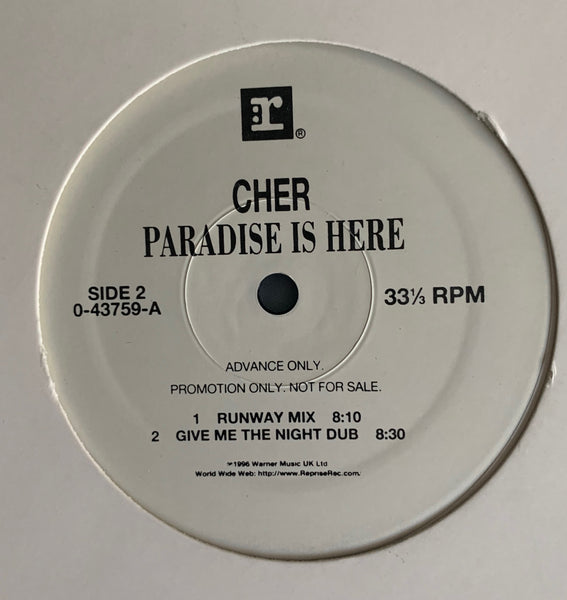 r
®
CHER
PARADISE IS HERE
SIDE 2
0-43759-A
33⅓ RPM
ADVANCE ONLY.
PROMOTION ONLY. NOT FOR SALE.
1 RUNWAY MIX 8:10
2 GIVE ME THE NIGHT DUB 8:30
℗1996 Warner Music UK Ltd
World Wide Web: http://www.RepriseRec.com